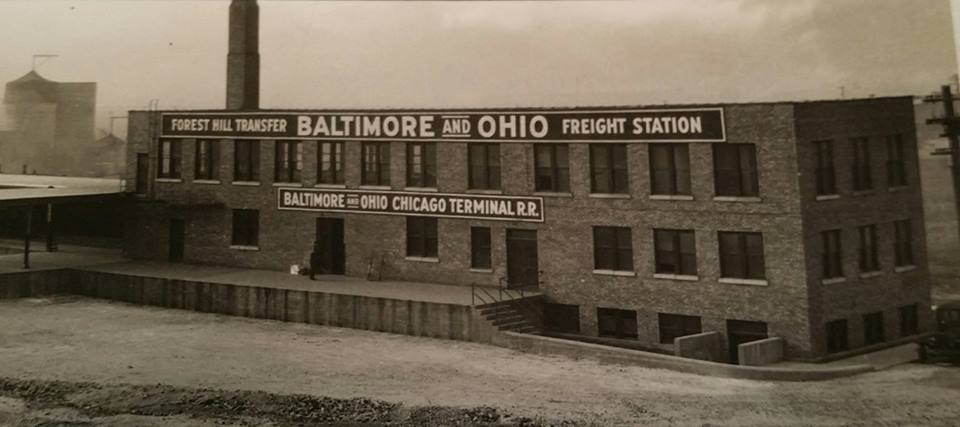 FOREST HILL TRANSFER BALTIMORE AND OHIO FREIGHT STATION
BALTIMORE AND OHIO CHICAGO TERMINAL R.R.